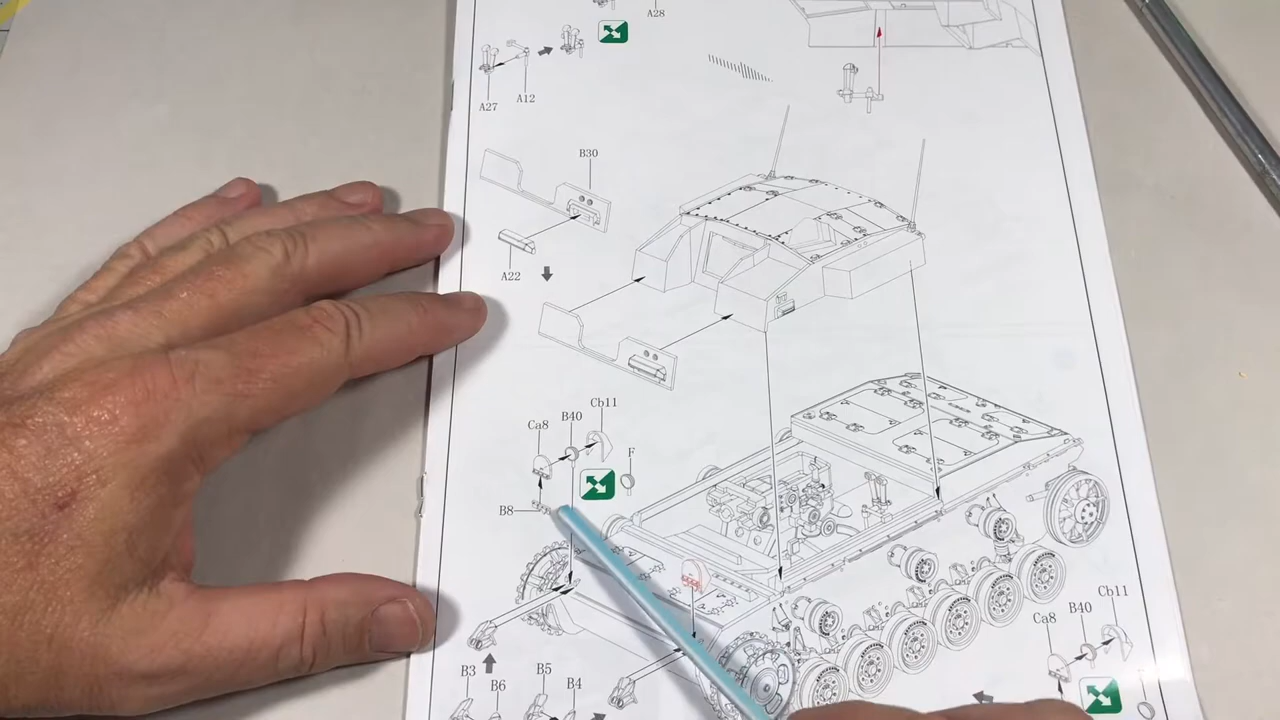 A28
A27 A12
B30
A22
Cb11
B40
Ca8
F
B8
Cb11
B40
Ca8
B3 B6 B5 B4